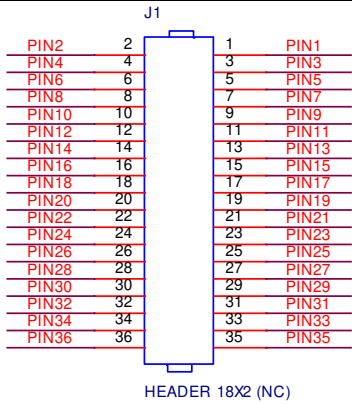 J1
PIN2 2 1 PIN1
PIN4 4 3 PIN3
PIN6 6 5 PIN5
PIN8 8 7 PIN7
PIN10 10 9 PIN9
PIN12 12 11 PIN11
PIN14 14 13 PIN13
PIN16 16 15 PIN15
PIN18 18 17 PIN17
PIN20 20 19 PIN19
PIN22 22 21 PIN21
PIN24 24 23 PIN23
PIN26 26 25 PIN25
PIN28 28 27 PIN27
PIN30 30 29 PIN29
PIN32 32 31 PIN31
PIN34 34 33 PIN33
PIN36 36 35 PIN35
HEADER 18X2 (NC)